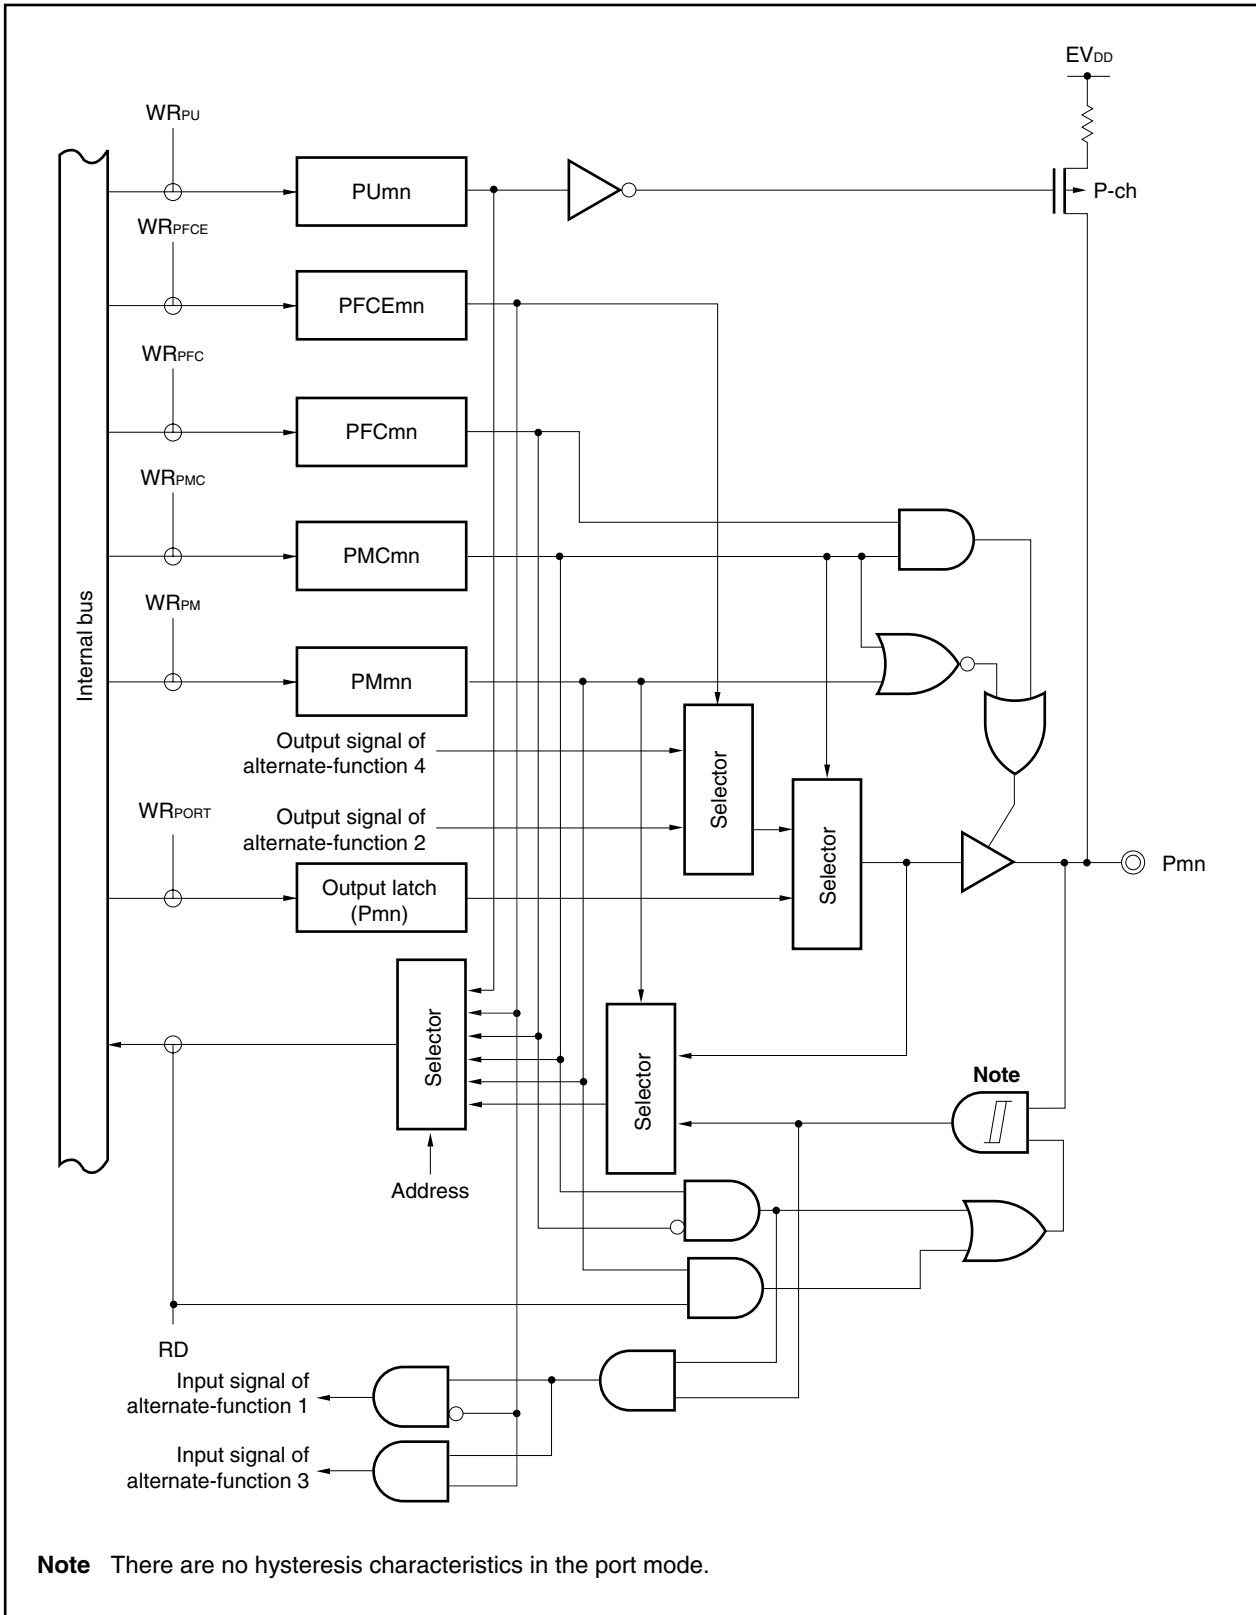 EVDD
WRPU
PUmn
P-ch
WRPFCE
PFCEmn
WRPFC
PFCmn
WRPMC
PMCmn
WRPM
PMmn
Internal bus
Output signal of
alternate-function 4
Selector
Output signal of
alternate-function 2
Selector
WRPORT
Output latch
(Pmn)
Pmn
Selector
Selector
Note
Address
RD
Input signal of
alternate-function 1
Input signal of
alternate-function 3
Note There are no hysteresis characteristics in the port mode.